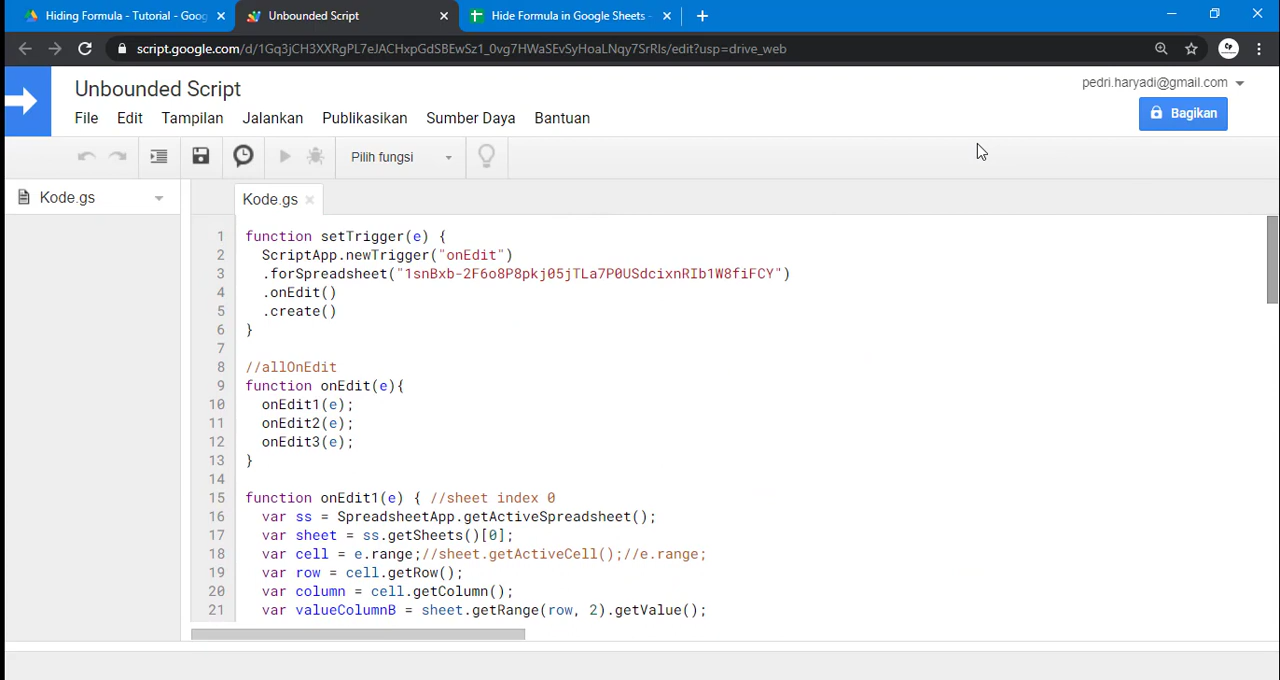 Hiding Formula - Tutorial - Goog
Unbounded Script
Hide Formula in Google Sheets -
script.google.com/d/1Gq3jCH3XXRgPL7eJACHxpGdSBEwSz1_0vg7HWaSEvSyHoaLNqy7SrRIs/edit?usp=drive_web
Unbounded Script
pedri.haryadi@gmail.com
File Edit Tampilan Jalankan Publikasikan Sumber Daya Bantuan
Bagikan
Pilih fungsi
Kode.gs
Kode.gs
1 function setTrigger(e) {
2 ScriptApp.newTrigger("onEdit")
3 .forSpreadsheet("1snBxb-2F6o8P8pkj05jTLa7P0USdcixnRIb1W8fiFCY")
4 .onEdit()
5 .create()
6 }
7
8 //allOnEdit
9 function onEdit(e){
10 onEdit1(e);
11 onEdit2(e);
12 onEdit3(e);
13 }
14
15 function onEdit1(e) { //sheet index 0
16 var ss = SpreadsheetApp.getActiveSpreadsheet();
17 var sheet = ss.getSheets()[0];
18 var cell = e.range;//sheet.getActiveCell();//e.range;
19 var row = cell.getRow();
20 var column = cell.getColumn();
21 var valueColumnB = sheet.getRange(row, 2).getValue();